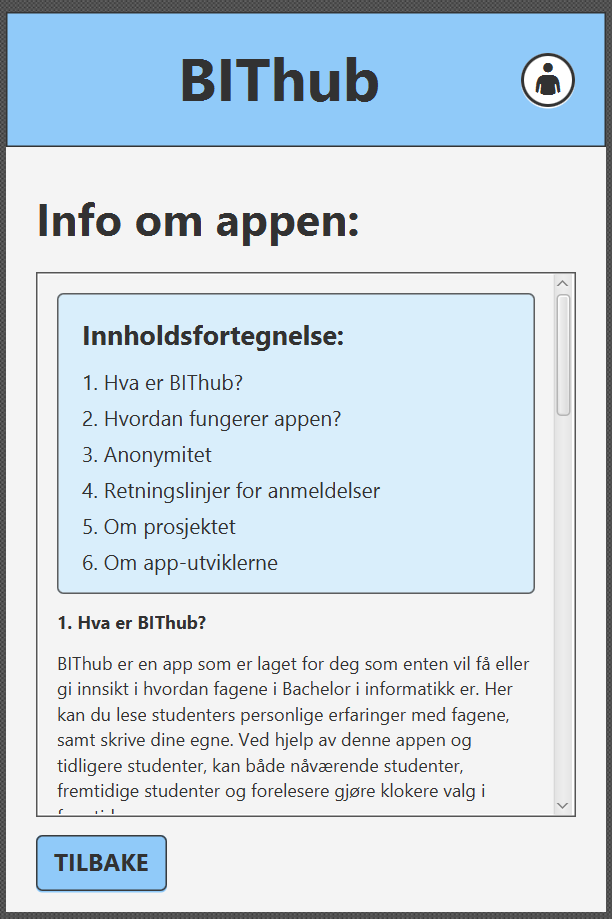 BIThub
Info om appen:
Innholdsfortegnelse:
1. Hva er BIThub?
2. Hvordan fungerer appen?
3. Anonymitet
4. Retningslinjer for anmeldelser
5. Om prosjektet
6. Om app-utviklerne
1. Hva er BIThub?
BIThub er en app som er laget for deg som enten vil få eller
gi innsikt i hvordan fagene i Bachelor i informatikk er. Her
kan du lese studenters personlige erfaringer med fagene,
samt skrive dine egne. Ved hjelp av denne appen og
tidligere studenter, kan både nåværende studenter,
fremtidige studenter og forelesere gjøre klokere valg i
TILBAKE